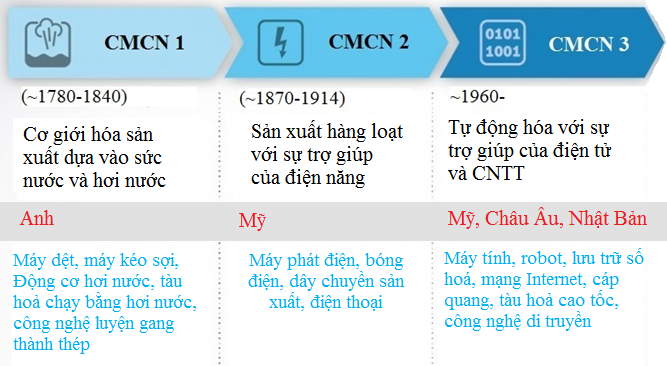 CMCN 1
CMCN 2
0101
1001
CMCN 3
(~1780-1840)
(~1870-1914)
~1960-
Cơ giới hóa sản
xuất dựa vào sức
nước và hơi nước
Sản xuất hàng loạt
với sự trợ giúp
của điện năng
Tự động hóa với sự
trợ giúp của điện tử
và CNTT
Anh
Mỹ
Mỹ, Châu Âu, Nhật Bản
Máy dệt, máy kéo sợi,
Động cơ hơi nước, tàu
hoả chạy bằng hơi nước,
công nghệ luyện gang
thành thép
Máy phát điện, bóng
điện, dây chuyền sản
xuất, điện thoại
Máy tính, robot, lưu trữ số
hoá, mạng Internet, cáp
quang, tàu hoả cao tốc,
công nghệ di truyền